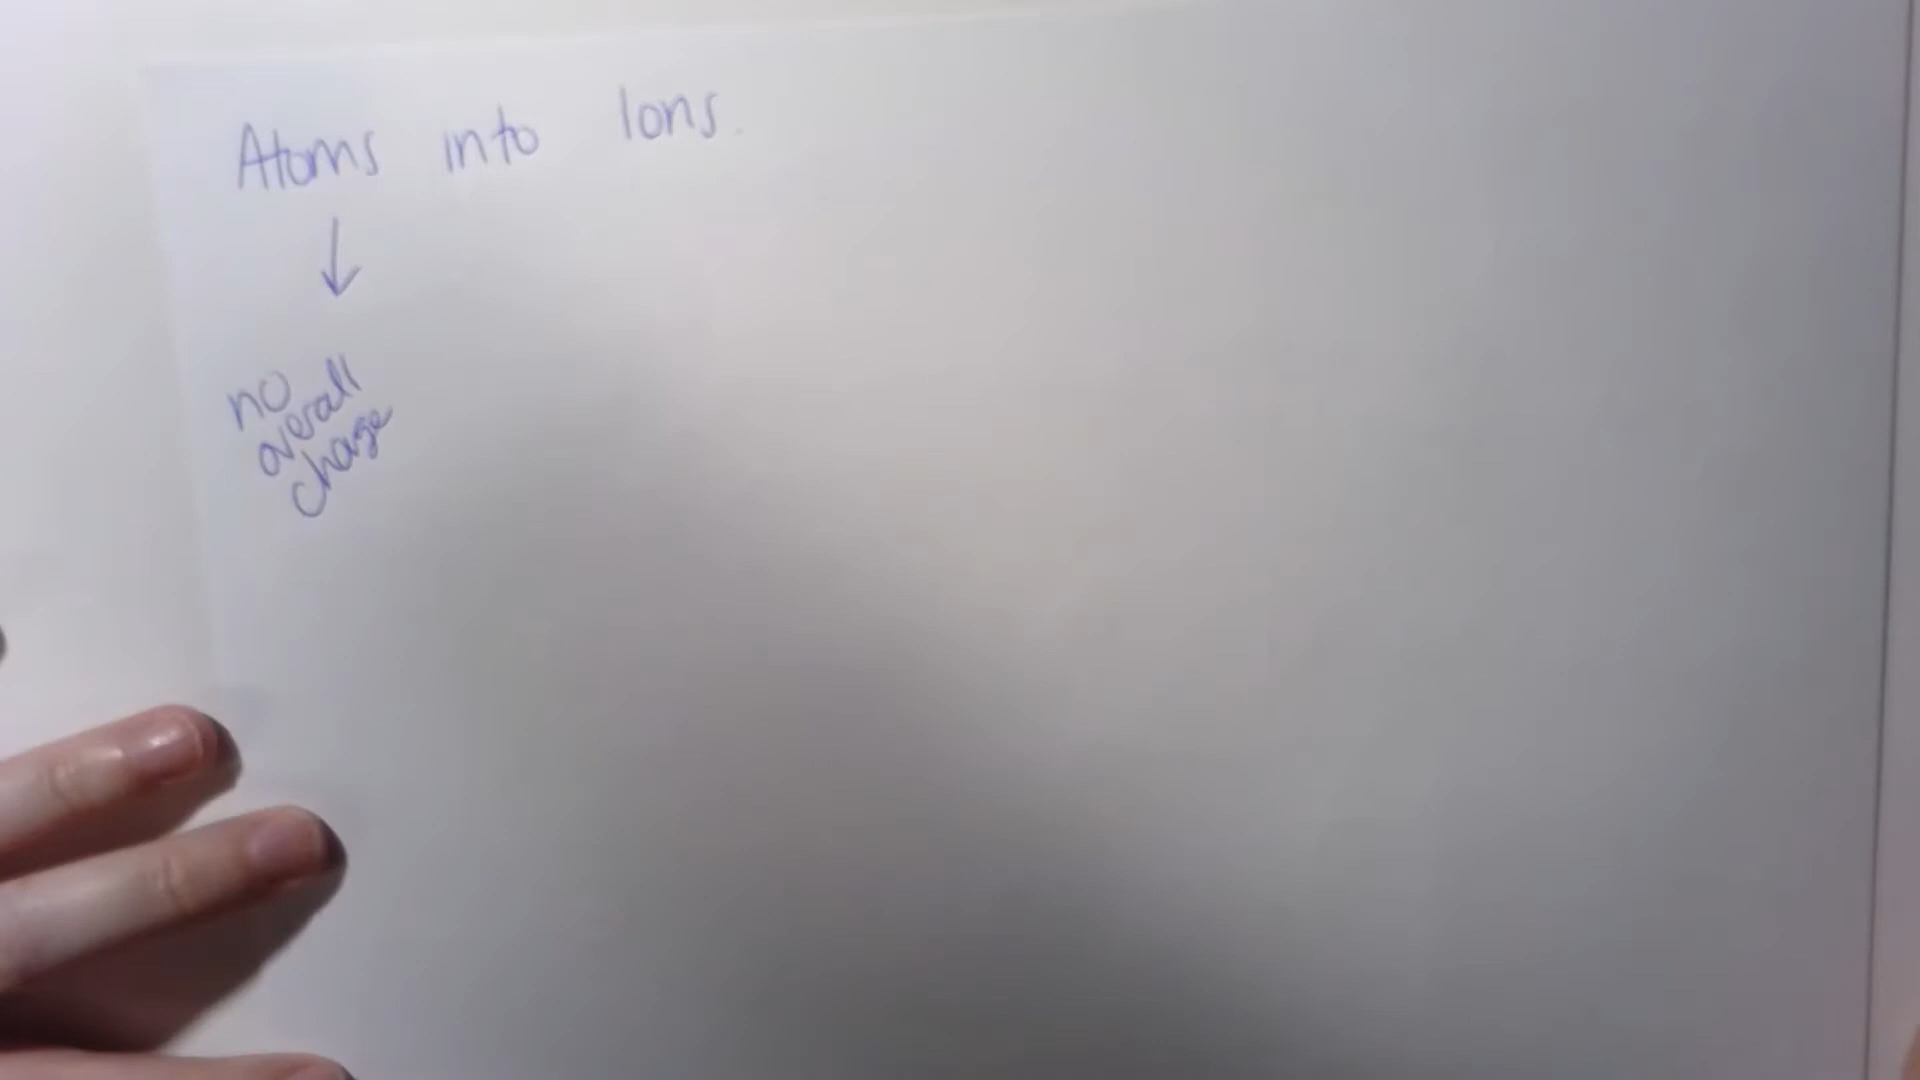 Atoms into Ions.
↓
no
overall
charge